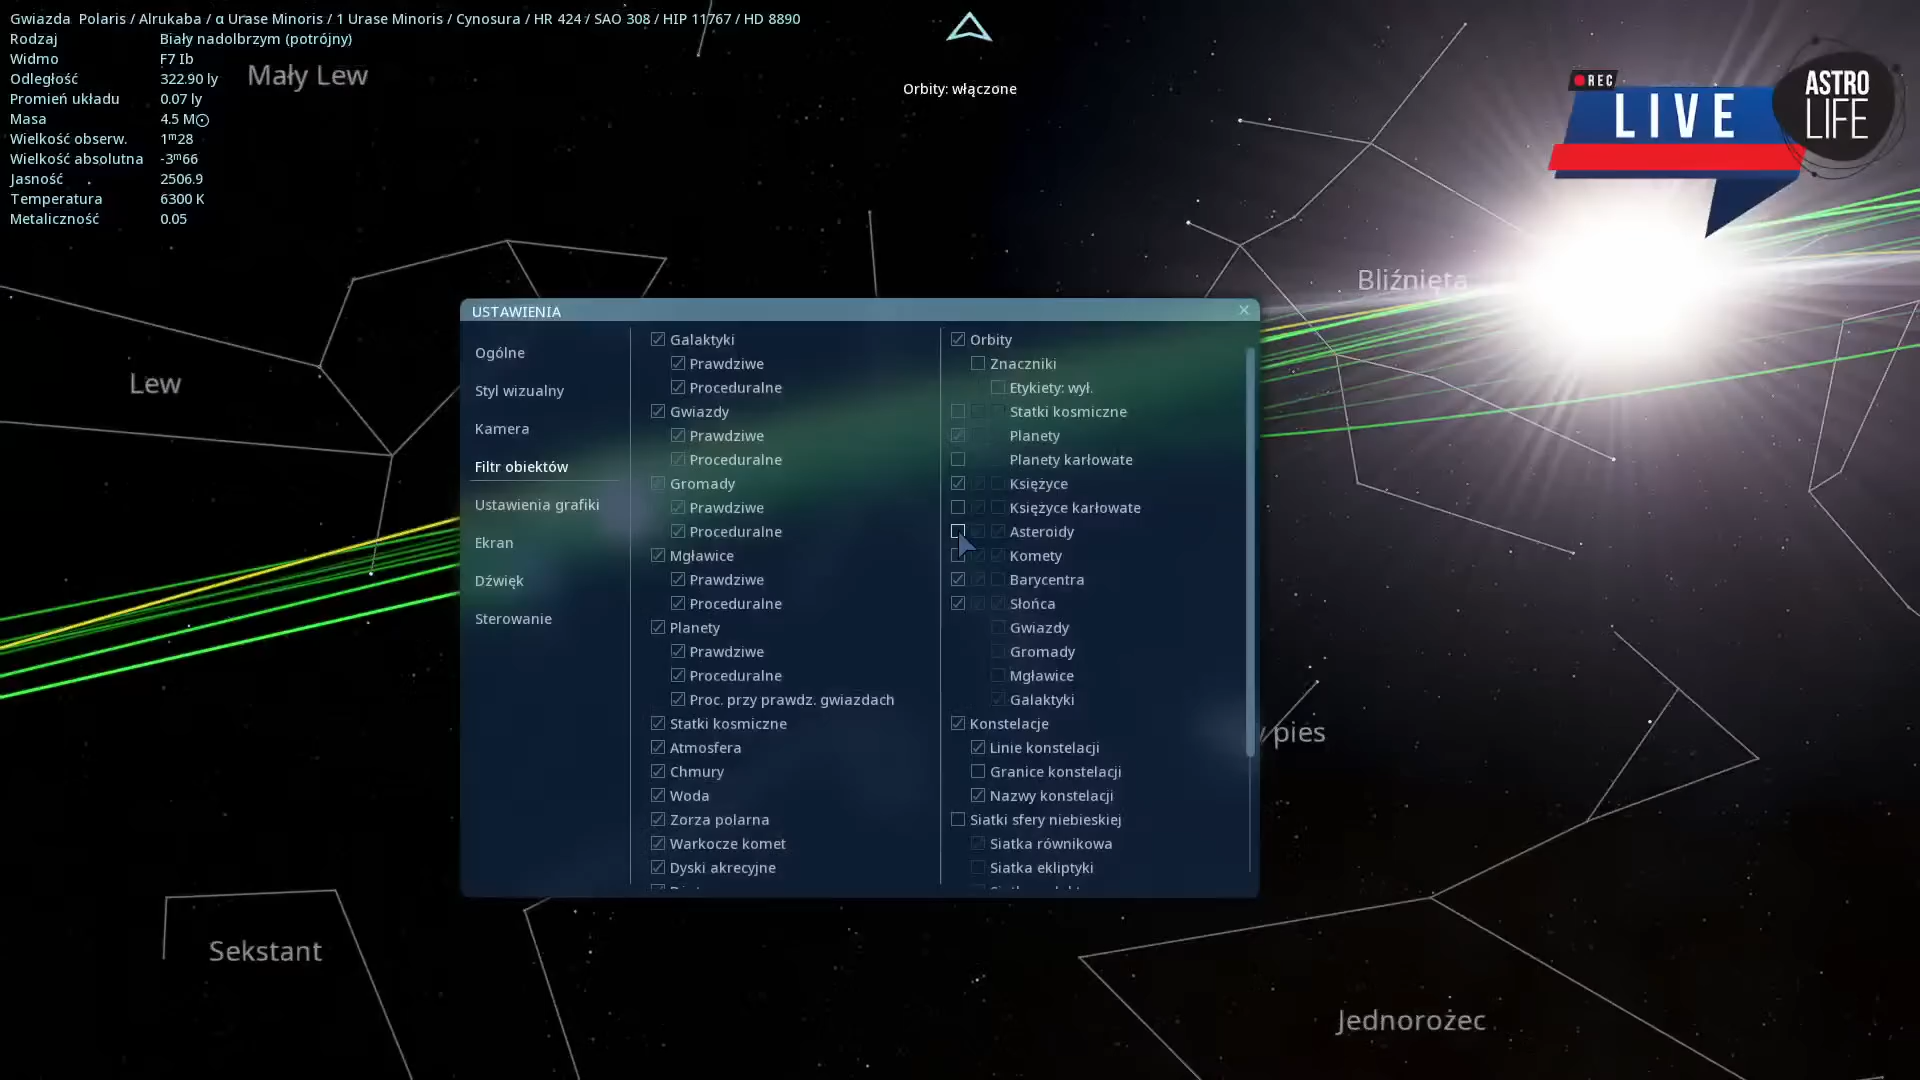 Gwiazda Polaris / Alrukaba / α Urase Minoris / 1 Urase Minoris / Cynosura / HR 424 / SAO 308 / HIP 11767 / HD 8890
Rodzaj Biały nadolbrzym (potrójny)
Widmo F7 Ib
Odległość 322.90 ly
Promień układu 0.07 ly
Masa 4.5 M☉
Wielkość obserw. 1ᵐ28
Wielkość absolutna -3ᵐ66
Jasność 2506.9
Temperatura 6300 K
Metaliczność 0.05
Mały Lew
Orbity: włączone
REC
LIVE
ASTRO
LIFE
Bliźnięta
Lew
USTAWIENIA
Ogólne
Styl wizualny
Kamera
Filtr obiektów
Ustawienia grafiki
Ekran
Dźwięk
Sterowanie
Galaktyki
Prawdziwe
Proceduralne
Gwiazdy
Prawdziwe
Proceduralne
Gromady
Prawdziwe
Proceduralne
Mgławice
Prawdziwe
Proceduralne
Planety
Prawdziwe
Proceduralne
Proc. przy prawdz. gwiazdach
Statki kosmiczne
Atmosfera
Chmury
Woda
Zorza polarna
Warkocze komet
Dyski akrecyjne
Orbity
Znaczniki
Etykiety: wył.
Statki kosmiczne
Planety
Planety karłowate
Księżyce
Księżyce karłowate
Asteroidy
Komety
Barycentra
Słońca
Gwiazdy
Gromady
Mgławice
Galaktyki
Konstelacje
Linie konstelacji
Granice konstelacji
Nazwy konstelacji
Siatki sfery niebieskiej
Siatka równikowa
Siatka ekliptyki
y pies
Sekstant
Jednorożec